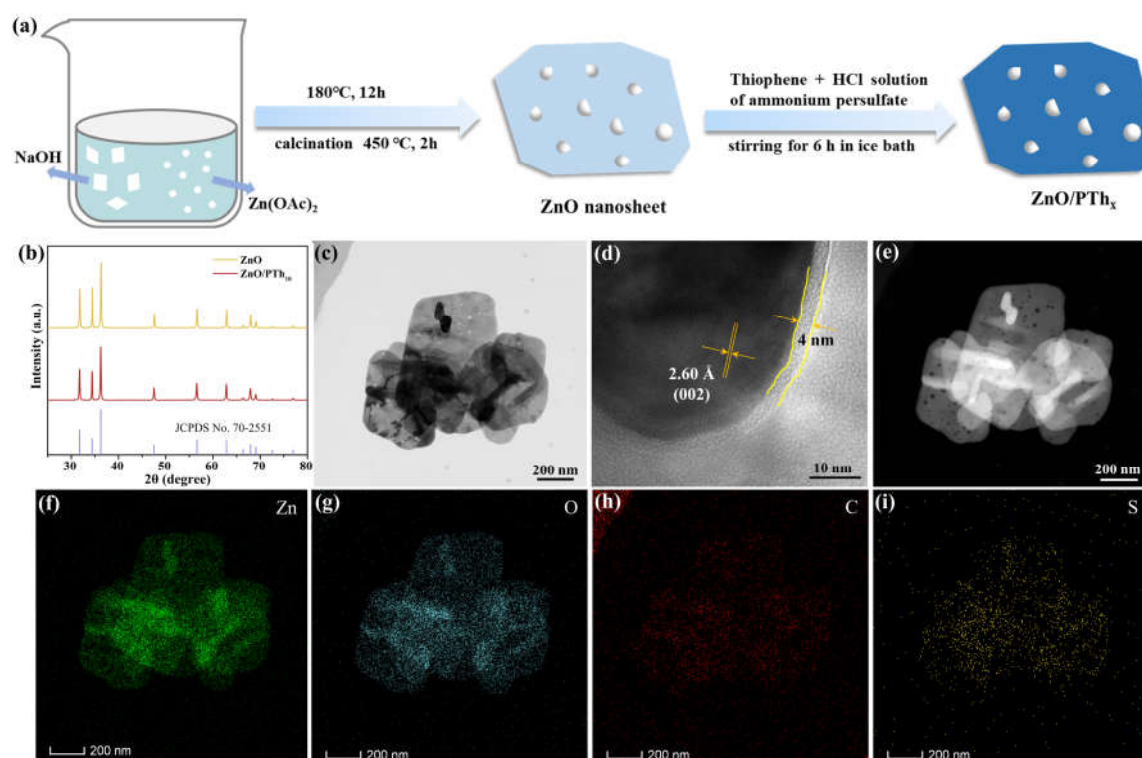 (a)
NaOH
Zn(OAc)₂
180℃, 12h
calcination 450 ℃, 2h
ZnO nanosheet
Thiophene + HCl solution
of ammonium persulfate
stirring for 6 h in ice bath
ZnO/PThₓ
(b)
ZnO
ZnO/PTh₁₀
JCPDS No. 70-2551
Intensity (a.u.)
30 40 50 60 70 80
2θ (degree)
(c)
200 nm
(d)
4 nm
2.60 Å
(002)
10 nm
(e)
200 nm
(f)
Zn
200 nm
(g)
O
200 nm
(h)
C
200 nm
(i)
S
200 nm